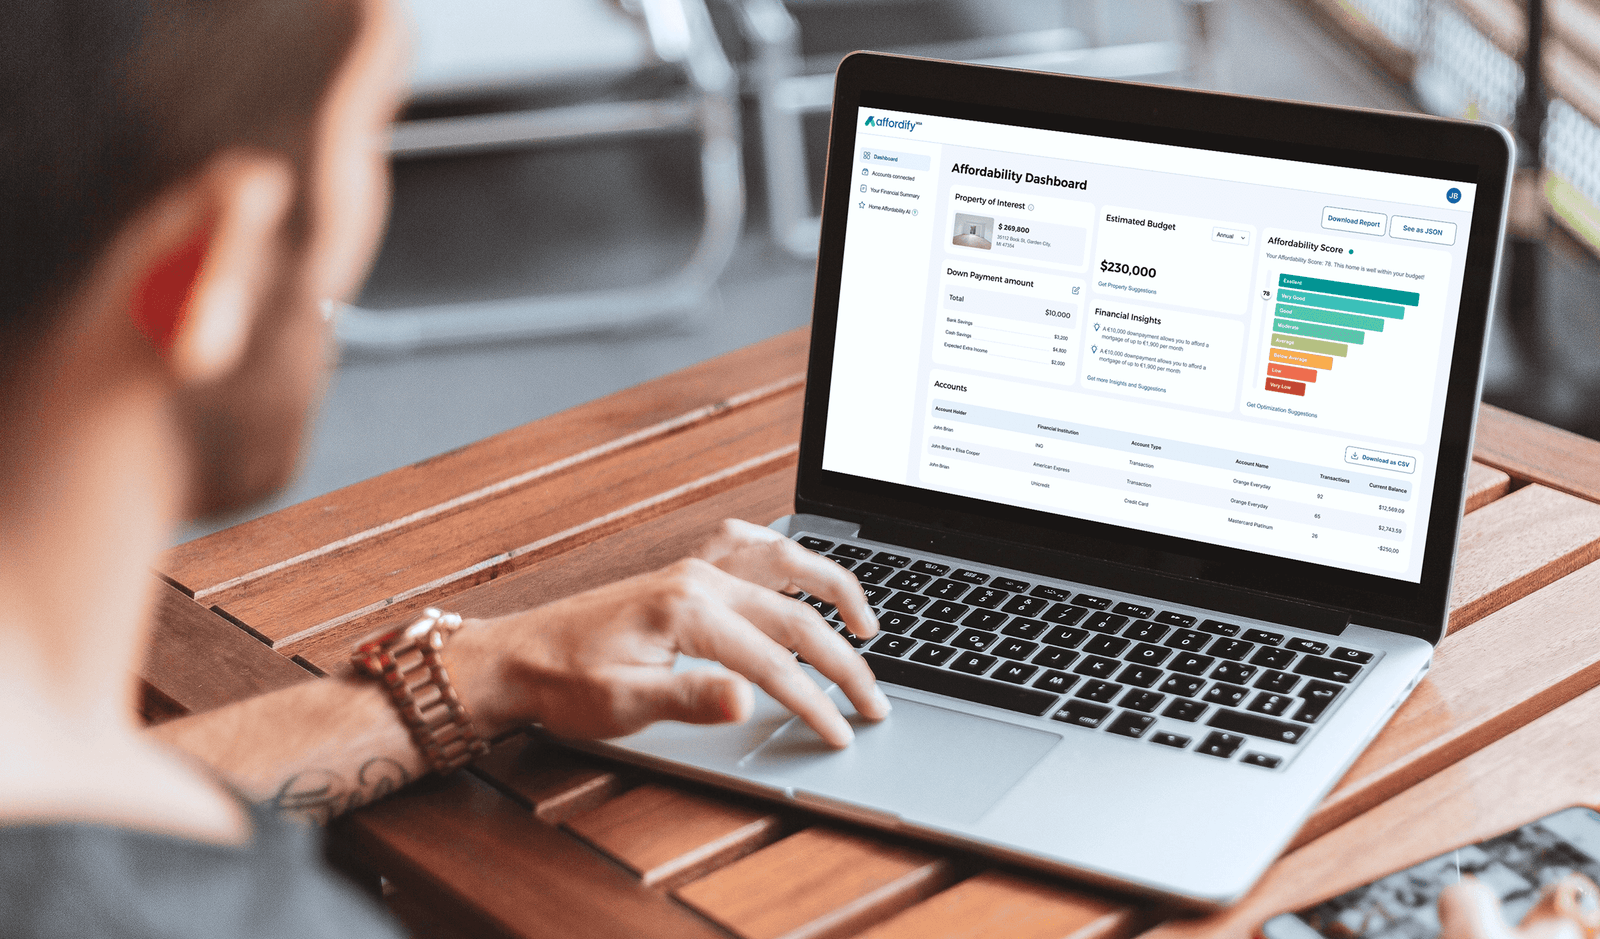 affordify
JB
Dashboard
Accounts connected
Your Financial Summary
Home Affordability AI
Affordability Dashboard
Download Report
See as JSON
Property of Interest
$ 269,800
Garden City,
MI 47354
Down Payment amount
Total $10,000
Bank Savings $3,200
Cash Savings $4,800
Expected Extra Income $2,000
Estimated Budget
Annual
$230,000
Get Property Suggestions
Financial Insights
A €10,000 downpayment allows you to afford a
mortgage of up to €1,900 per month
A €10,000 downpayment allows you to afford a
mortgage of up to €1,900 per month
Get more Insights and Suggestions
Affordability Score
Your Affordability Score: 78. This home is well within your budget!
78
Exellent
Very Good
Good
Moderate
Average
Below Average
Low
Very Low
Get Optimization Suggestions
Accounts
Download as CSV
Account Holder Financial Institution Account Type Account Name Transactions Current Balance
John Brian ING Transaction Orange Everyday 92 $12,569.09
John Brian + Elisa Cooper American Express Transaction Orange Everyday 65 $2,743.59
John Brian Unicredit Credit Card Mastercard Platinum 26 -$250,00